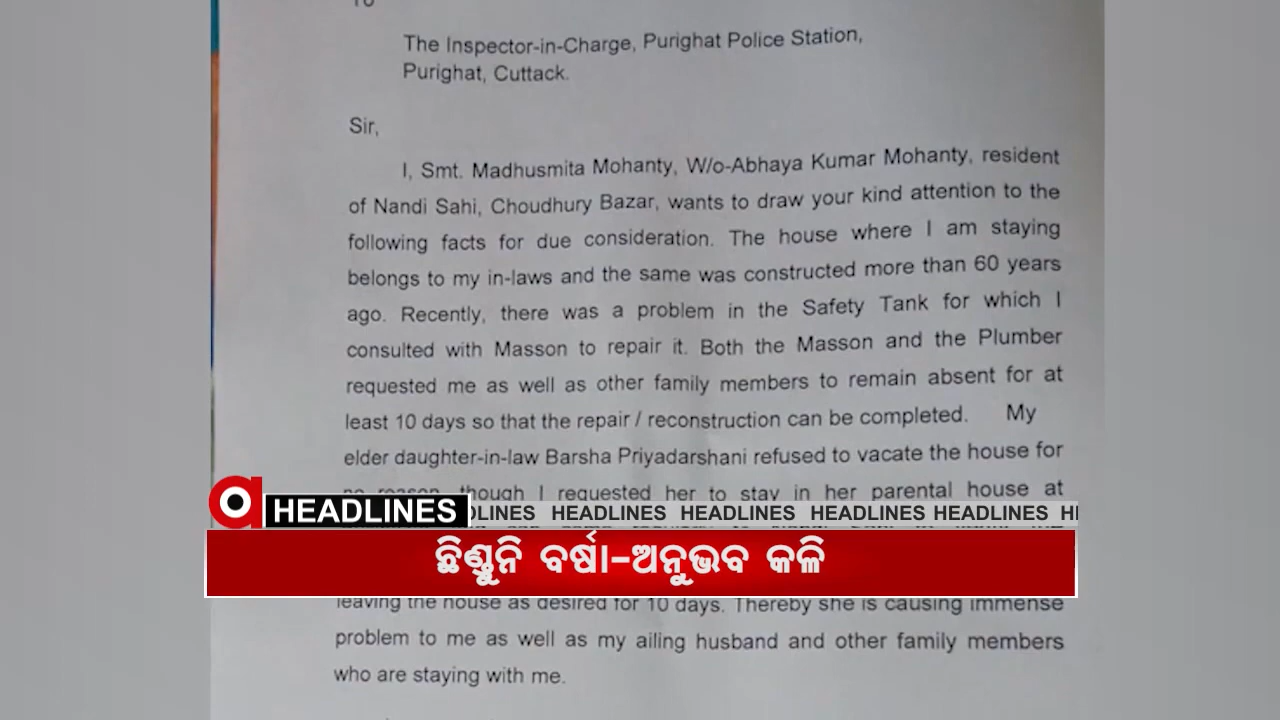 To
The Inspector-in-Charge, Purighat Police Station,
Purighat, Cuttack.
Sir,
I, Smt. Madhusmita Mohanty, W/o-Abhaya Kumar Mohanty, resident
of Nandi Sahi, Choudhury Bazar, wants to draw your kind attention to the
following facts for due consideration. The house where I am staying
belongs to my in-laws and the same was constructed more than 60 years
ago. Recently, there was a problem in the Safety Tank for which I
consulted with Masson to repair it. Both the Masson and the Plumber
requested me as well as other family members to remain absent for at
least 10 days so that the repair / reconstruction can be completed. My
elder daughter-in-law Barsha Priyadarshani refused to vacate the house for
no reason, though I requested her to stay in her parental house at
a HEADLINES
DLINES HEADLINES HEADLINES HEADLINES HEADLINES HE
ଛିଣ୍ଡୁନି ବର୍ଷା-ଅନୁଭବ କଳି
leaving the house as desired for 10 days. Thereby she is causing immense
problem to me as well as my ailing husband and other family members
who are staying with me.